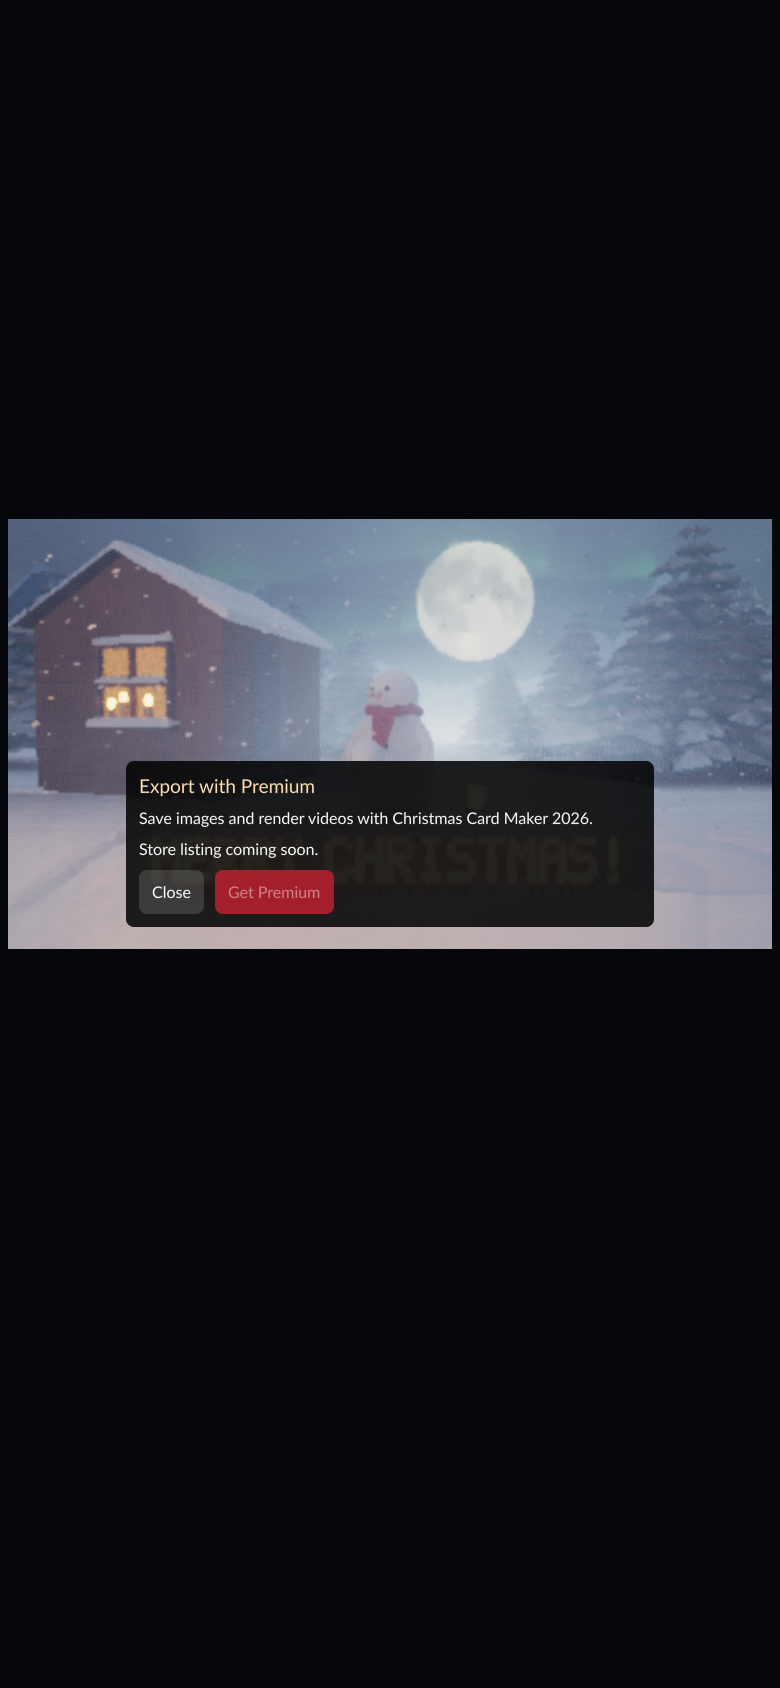 Export with Premium
Save images and render videos with Christmas Card Maker 2026.
Store listing coming soon.
CHRISTMAS!
Close
Get Premium